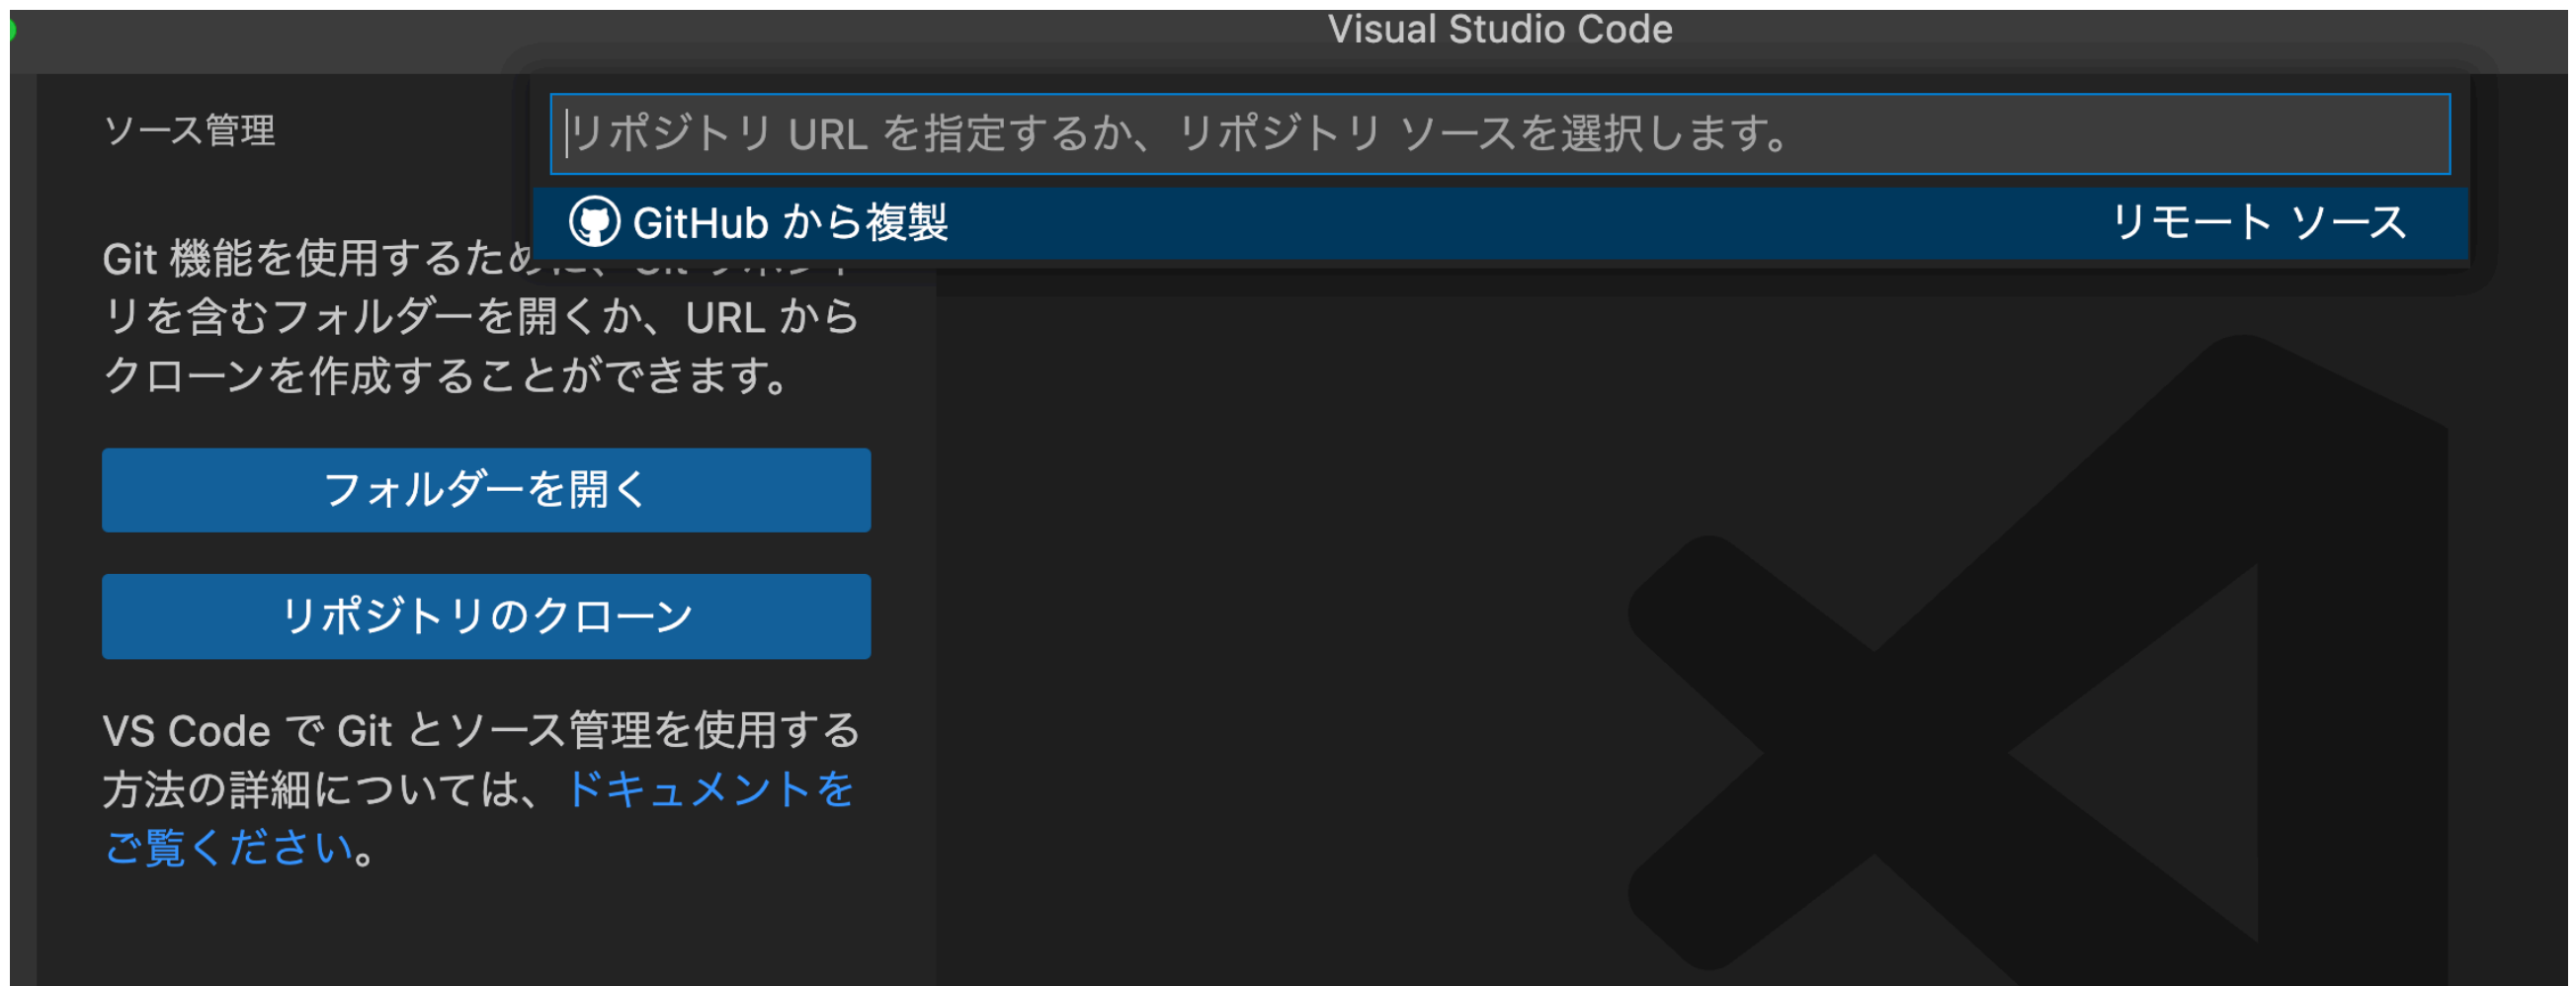 Visual Studio Code
ソース管理
リポジトリ URL を指定するか、リポジトリ ソースを選択します。
GitHub から複製 リモート ソース
Git 機能を使用するため
リを含むフォルダーを開くか、URL から
クローンを作成することができます。
フォルダーを開く
リポジトリのクローン
VS Code で Git とソース管理を使用する
方法の詳細については、ドキュメントを
ご覧ください。